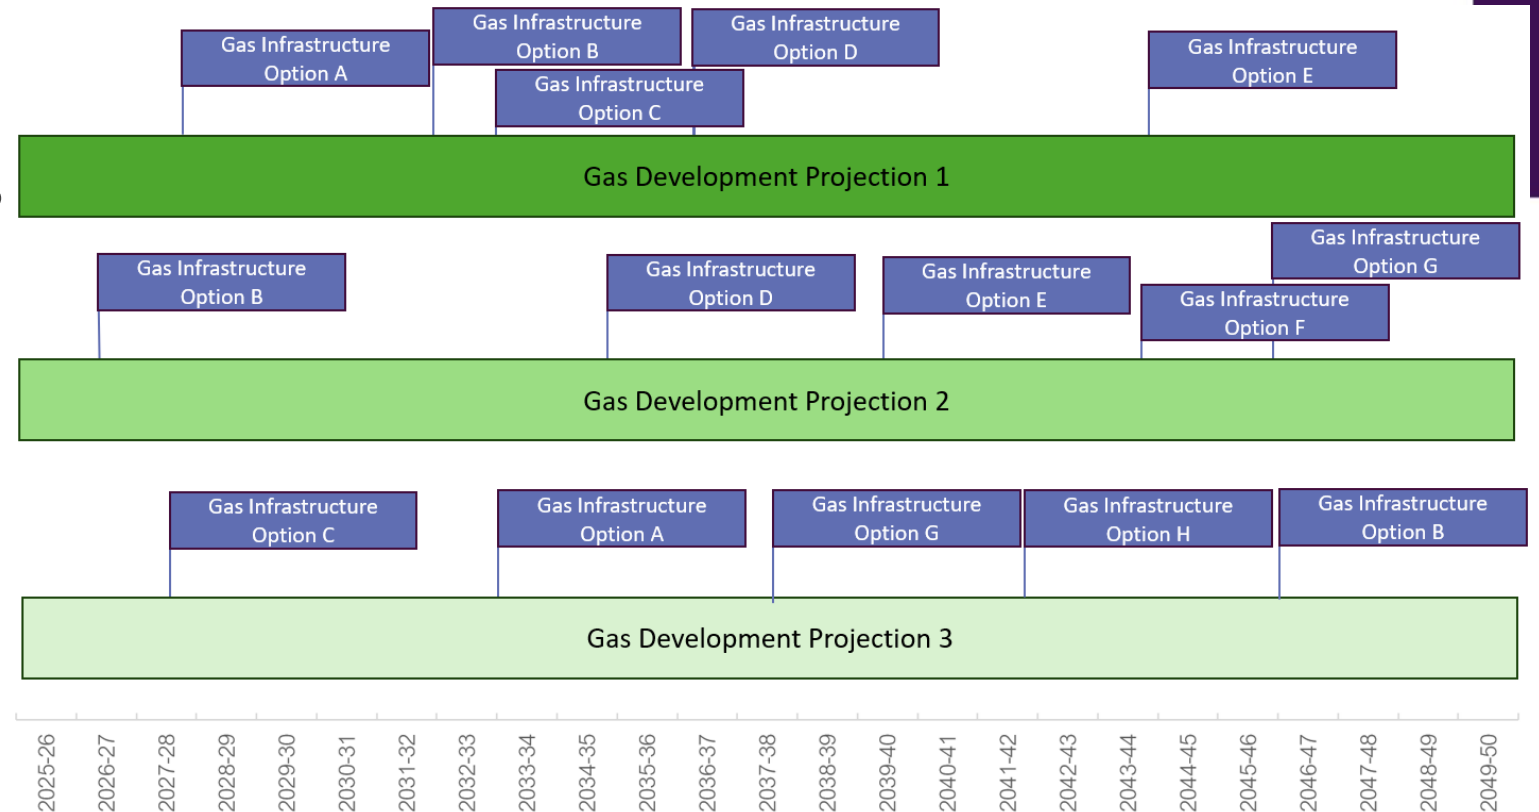 Gas Infrastructure
Option A
Gas Infrastructure
Option B
Gas Infrastructure
Option C
Gas Infrastructure
Option D
Gas Infrastructure
Option E
Gas Development Projection 1
Gas Infrastructure
Option B
Gas Infrastructure
Option D
Gas Infrastructure
Option E
Gas Infrastructure
Option F
Gas Infrastructure
Option G
Gas Development Projection 2
Gas Infrastructure
Option C
Gas Infrastructure
Option A
Gas Infrastructure
Option G
Gas Infrastructure
Option H
Gas Infrastructure
Option B
Gas Development Projection 3
2025-26
2026-27
2027-28
2028-29
2029-30
2030-31
2031-32
2032-33
2033-34
2034-35
2035-36
2036-37
2037-38
2038-39
2039-40
2040-41
2041-42
2042-43
2043-44
2044-45
2045-46
2046-47
2047-48
2048-49
2049-50